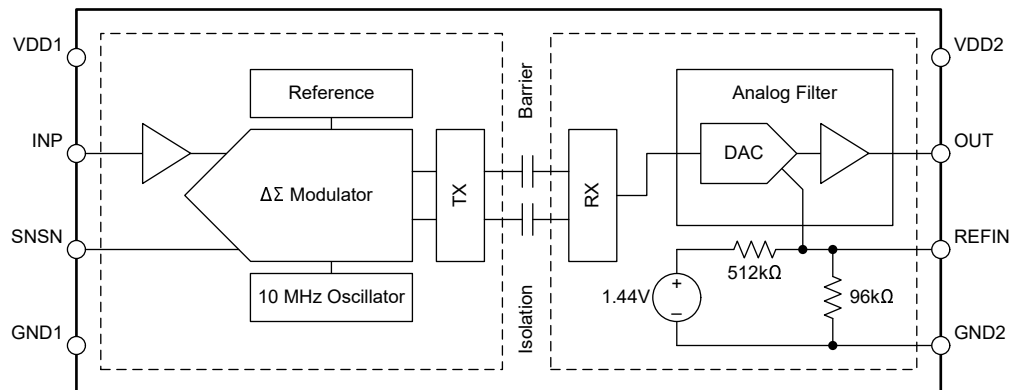 VDD1
VDD2
Reference
Barrier
Analog Filter
INP
OUT
DAC
ΔΣ Modulator
TX
RX
SNSN
REFIN
512kΩ
10 MHz Oscillator
1.44V
+
−
96kΩ
Isolation
GND1
GND2